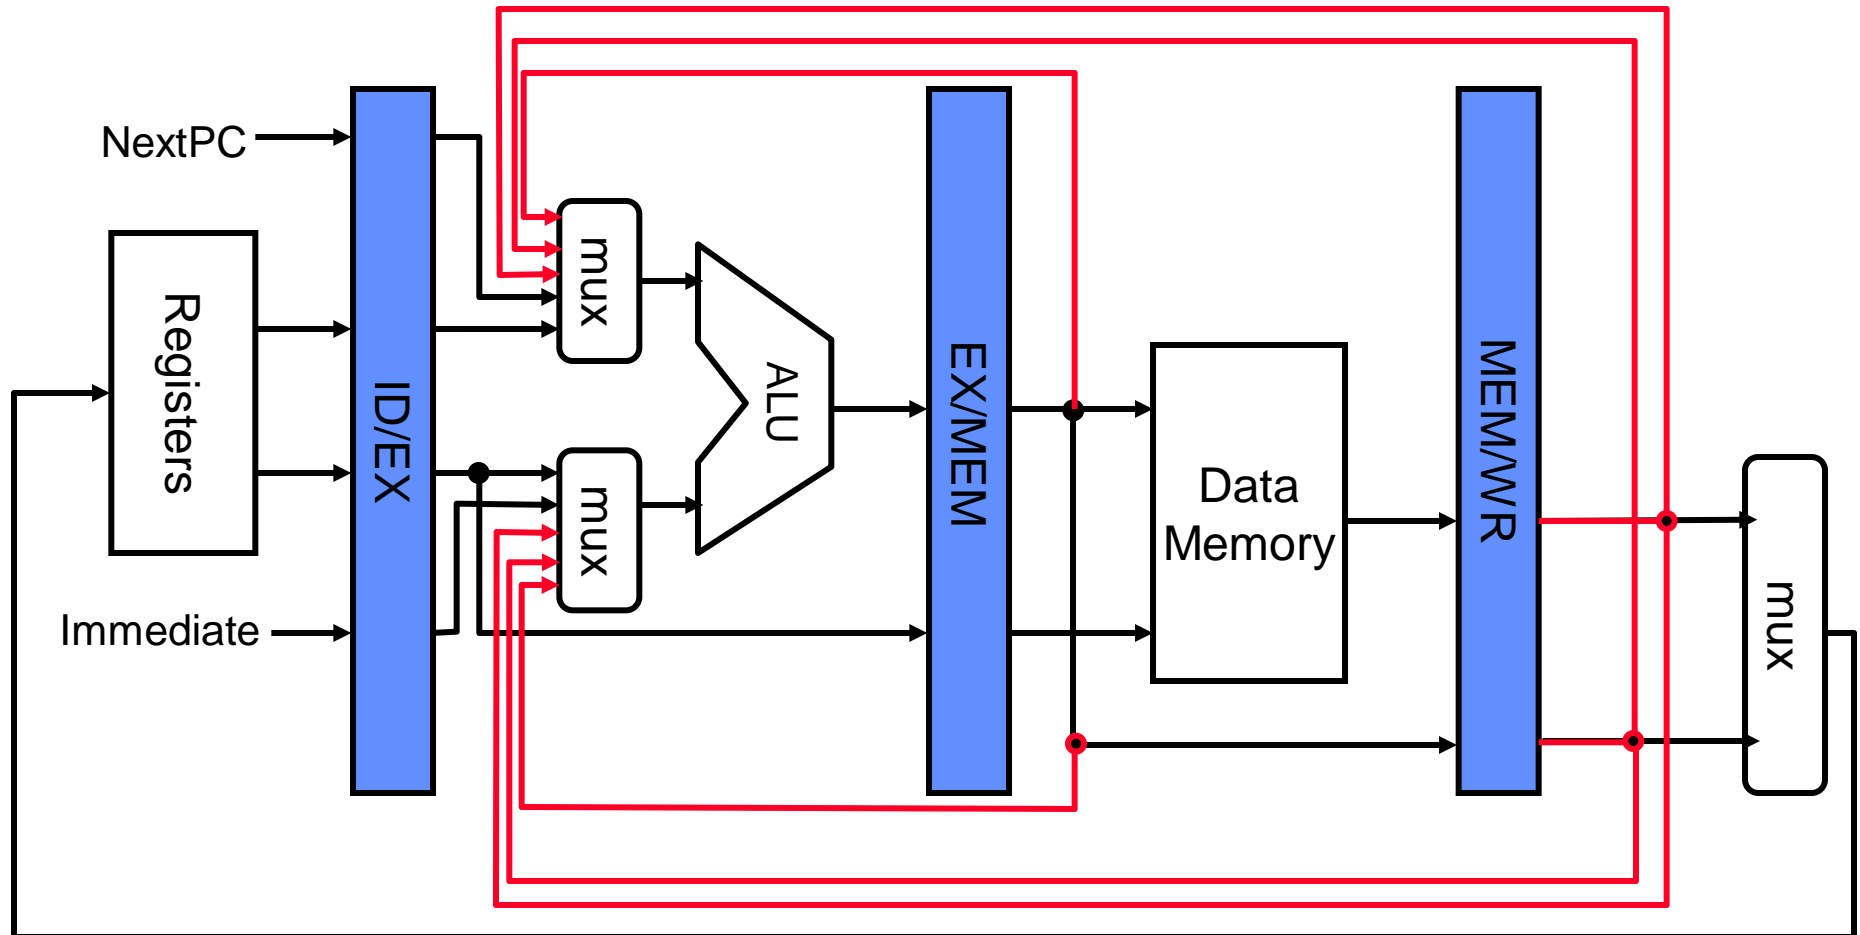 NextPC
Registers
Immediate
ID/EX
mux
mux
ALU
EX/MEM
Data
Memory
MEM/WR
mux